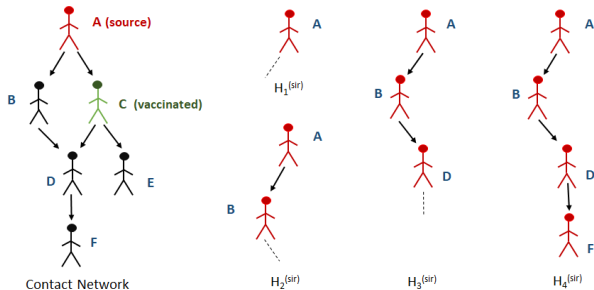 A (source)
B
C (vaccinated)
D
E
F
Contact Network
A
H₁⁽ˢⁱʳ⁾
A
B
H₂⁽ˢⁱʳ⁾
A
B
D
H₃⁽ˢⁱʳ⁾
A
B
D
F
H₄⁽ˢⁱʳ⁾